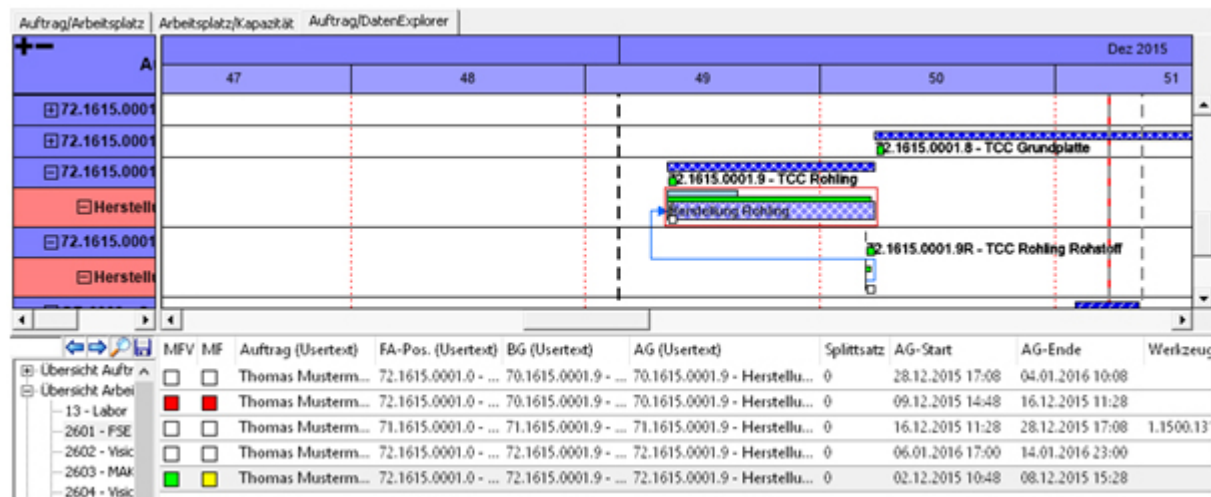 Auftrag/Arbeitsplatz Arbeitsplatz/Kapazität Auftrag/DatenExplorer
Dez 2015
A
47 48 49 50 51
72.1615.0001
72.1615.0001
72.1615.0001.8 - TCC Grundplatte
72.1615.0001
72.1615.0001.9 - TCC Rohling
Herstell
Herstellung Rohling
72.1615.0001
72.1615.0001.9R - TCC Rohling Rohstoff
Herstell
MFV MF Auftrag (Usertext) FA-Pos. (Usertext) BG (Usertext) AG (Usertext) Splittsatz AG-Start AG-Ende Werkzeug
Übersicht Auftr
Thomas Musterm... 72.1615.0001.0 - ... 70.1615.0001.9 - ... 70.1615.0001.9 - Herstellu... 0 28.12.2015 17:08 04.01.2016 10:08
Übersicht Arbei
13 - Labor
Thomas Musterm... 72.1615.0001.0 - ... 70.1615.0001.9 - ... 70.1615.0001.9 - Herstellu... 0 09.12.2015 14:48 16.12.2015 11:28
2601 - FSE
Thomas Musterm... 71.1615.0001.0 - ... 71.1615.0001.9 - ... 71.1615.0001.9 - Herstellu... 0 16.12.2015 11:28 28.12.2015 17:08 1.1500.13
2602 - Visic
Thomas Musterm... 72.1615.0001.0 - ... 72.1615.0001.9 - ... 72.1615.0001.9 - Herstellu... 0 06.01.2016 17:00 14.01.2016 23:00
2603 - MAK
Thomas Musterm... 71.1615.0001.0 - ... 72.1615.0001.9 - ... 72.1615.0001.9 - Herstellu... 0 02.12.2015 10:48 08.12.2015 15:28
2604 - Visic